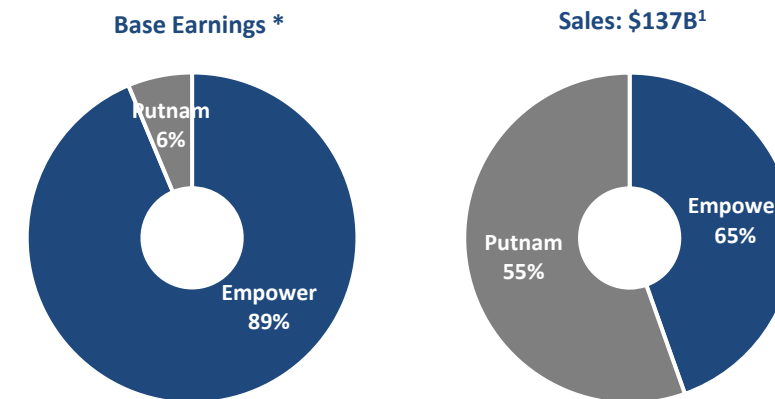 Base Earnings *
Sales: $137B¹
Putnam
6%
Empower
89%
Empowe
65%
Putnam
55%